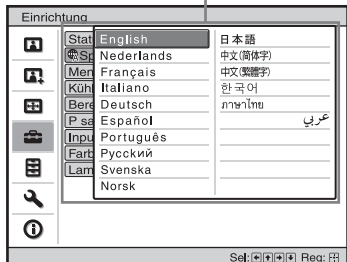 Einrichtung
Stat
Sp
Men
Kühl
Bere
P sa
Inpu
Farb
Lam
English
Nederlands
Français
Italiano
Deutsch
Español
Português
Русский
Svenska
Norsk
日本語
中文(简体字)
中文(繁體字)
한국어
ภาษาไทย
عربي
Sel: Reg: